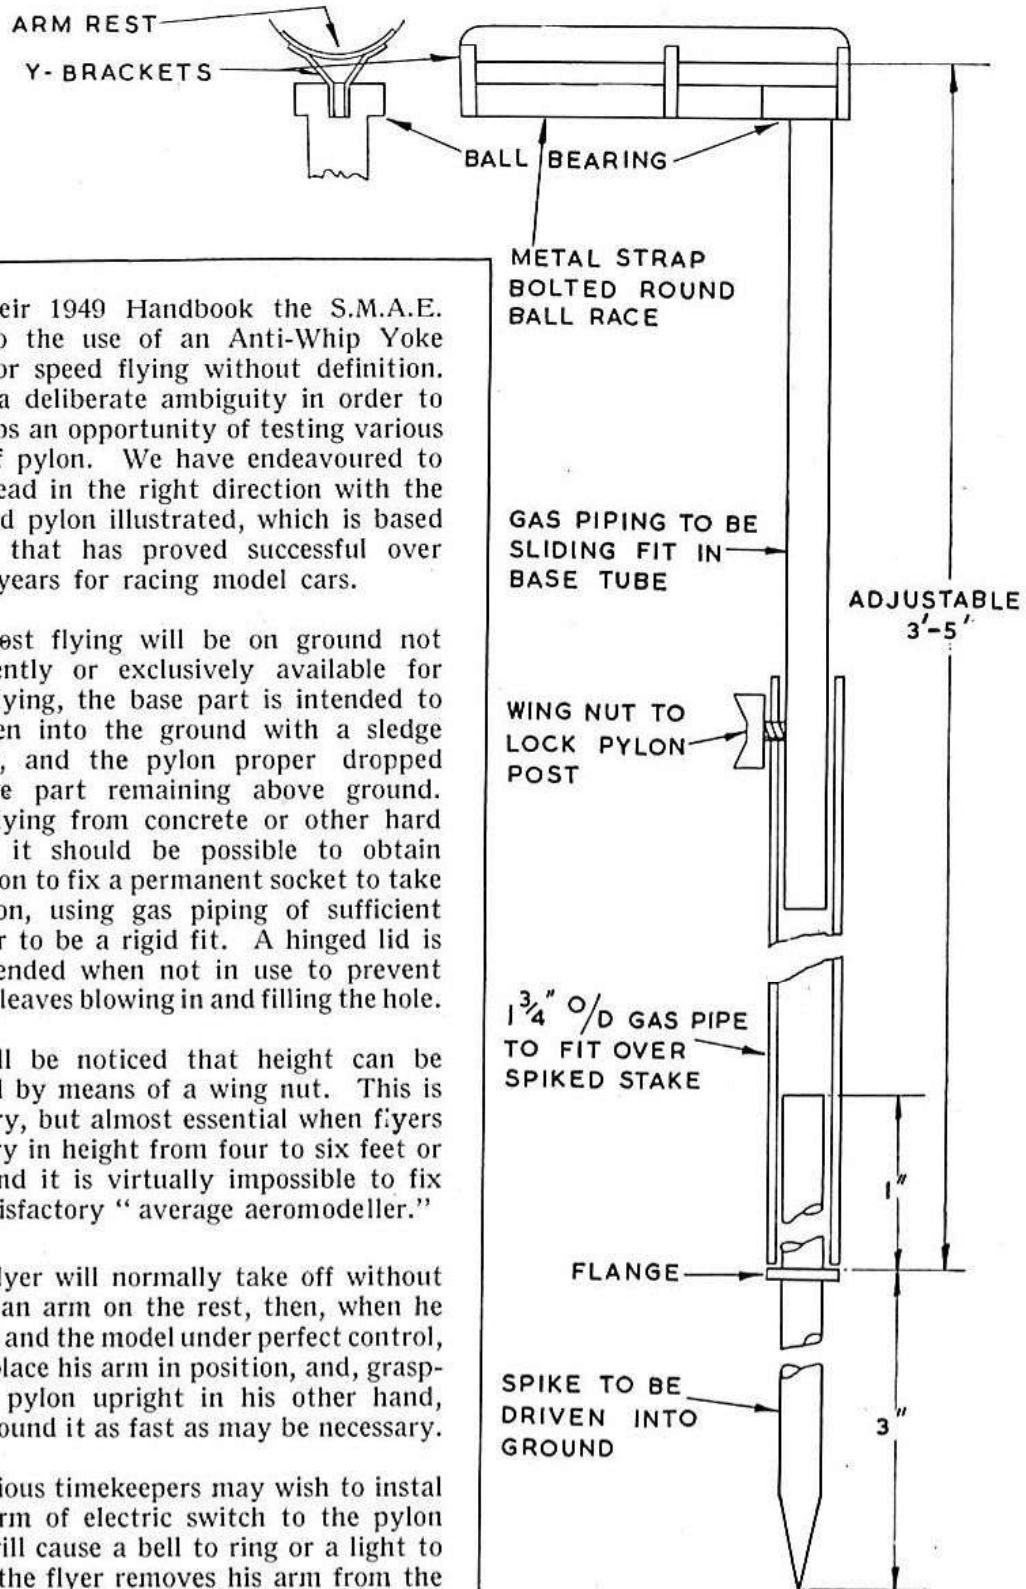 ARM REST
Y- BRACKETS
BALL BEARING
METAL STRAP
BOLTED ROUND
BALL RACE
GAS PIPING TO BE
SLIDING FIT IN
BASE TUBE
ADJUSTABLE
3'-5'
WING NUT TO
LOCK PYLON
POST
1¾" O/D GAS PIPE
TO FIT OVER
SPIKED STAKE
1"
FLANGE
SPIKE TO BE
DRIVEN INTO
GROUND
3"
eir 1949 Handbook the S.M.A.E.
o the use of an Anti-Whip Yoke
or speed flying without definition.
a deliberate ambiguity in order to
os an opportunity of testing various
f pylon. We have endeavoured to
ead in the right direction with the
d pylon illustrated, which is based
that has proved successful over
years for racing model cars.
est flying will be on ground not
ently or exclusively available for
ying, the base part is intended to
en into the ground with a sledge
, and the pylon proper dropped
e part remaining above ground.
ying from concrete or other hard
it should be possible to obtain
on to fix a permanent socket to take
on, using gas piping of sufficient
r to be a rigid fit. A hinged lid is
ended when not in use to prevent
leaves blowing in and filling the hole.
ll be noticed that height can be
d by means of a wing nut. This is
ry, but almost essential when flyers
ry in height from four to six feet or
nd it is virtually impossible to fix
isfactory " average aeromodeller."
lyer will normally take off without
an arm on the rest, then, when he
and the model under perfect control,
lace his arm in position, and, grasp-
pylon upright in his other hand,
ound it as fast as may be necessary.
ious timekeepers may wish to instal
rm of electric switch to the pylon
ill cause a bell to ring or a light to
the flyer removes his arm from the